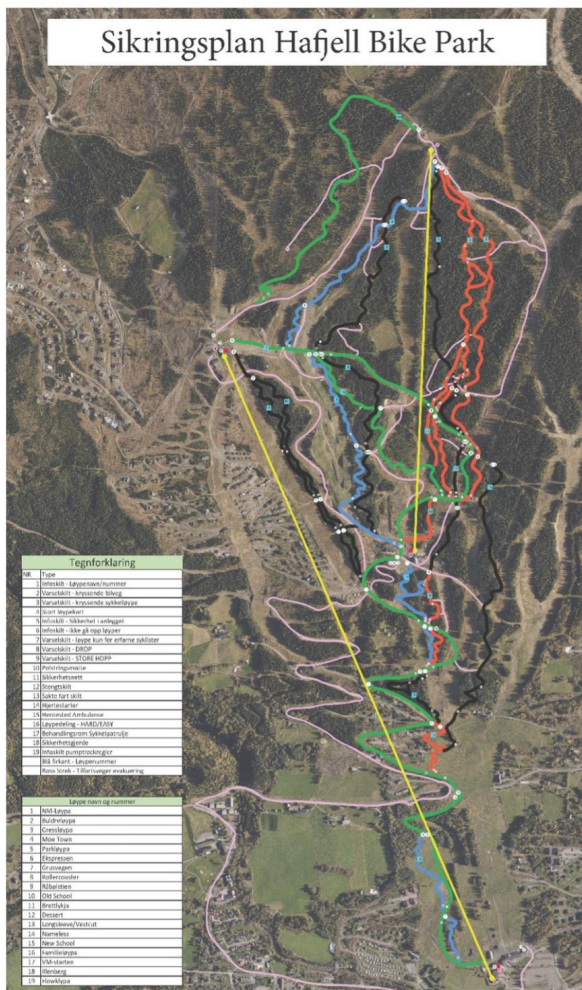 Sikringsplan Hafjell Bike Park
Tegnforklaring
NR Type
1 Infoskilt - Løypenavn/nummer
2 Varselskilt - kryssende bilveg
3 Varselskilt - kryssende sykkelløype
4 Stort løypekart
5 Infoskilt - Sikkerhet i anlegget
6 Infoskilt - ikke gå opp løyper
7 Varselskilt - løype kun for erfarne syklister
8 Varselskilt - DROP
9 Varselskilt - STORE HOPP
10 Polstringsmatte
11 Sikkerhetsnett
12 Stengtskilt
13 Sakte fart skilt
14 Hjertestarter
15 Hentested Ambulanse
16 Løypedeling - HARD/EASY
17 Behandlingsrom Sykkelpatrulje
18 Sikkerhetsgjerde
19 Infoskilt pumptrackregler
Blå firkant - Løypenummer
Rosa Strek - Tilfartsveger evakuering
Løype navn og nummer
1 NM-løypa
2 Buldreløypa
3 Gressløypa
4 Moe Town
5 Parkløypa
6 Ekspressen
7 Grusvegen
8 Rollercoaster
9 Råbølstien
10 Old School
11 Brattlykja
12 Dessert
13 Longsleeve/Vestcut
14 Nameless
15 New School
16 Familieløypa
17 VM-starten
18 Illenberg
19 Howklypa